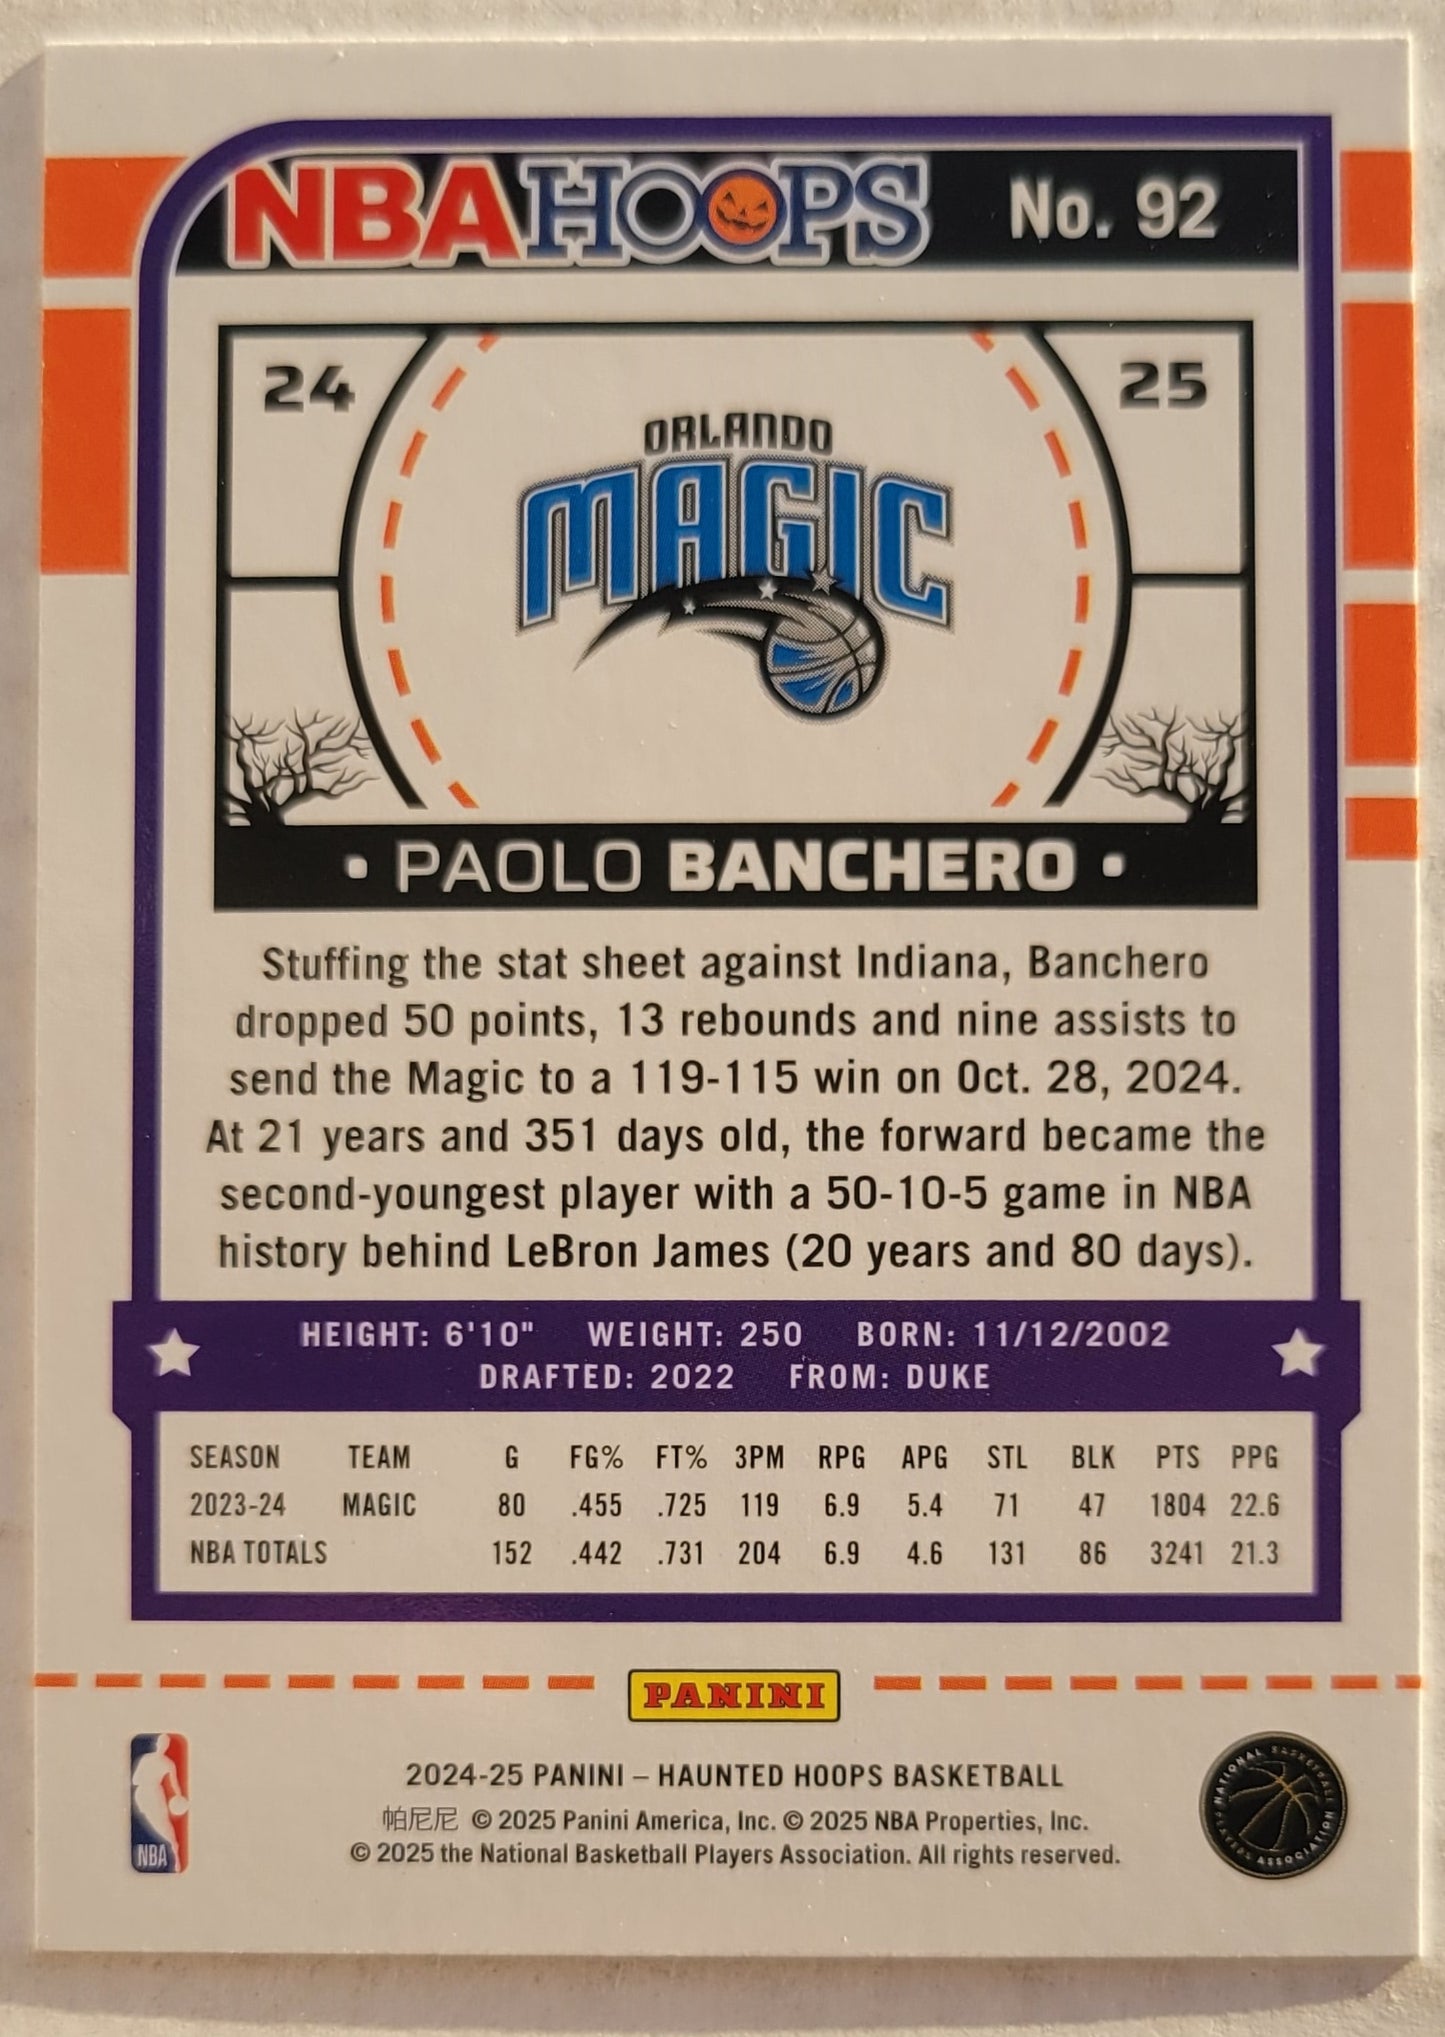 NBA HOOPS No. 92
24 25
ORLANDO
MAGIC
• PAOLO BANCHERO •
Stuffing the stat sheet against Indiana, Banchero
dropped 50 points, 13 rebounds and nine assists to
send the Magic to a 119-115 win on Oct. 28, 2024.
At 21 years and 351 days old, the forward became the
second-youngest player with a 50-10-5 game in NBA
history behind LeBron James (20 years and 80 days).
HEIGHT: 6'10" WEIGHT: 250 BORN: 11/12/2002
DRAFTED: 2022 FROM: DUKE
SEASON TEAM G FG% FT% 3PM RPG APG STL BLK PTS PPG
2023-24 MAGIC 80 .455 .725 119 6.9 5.4 71 47 1804 22.6
NBA TOTALS 152 .442 .731 204 6.9 4.6 131 86 3241 21.3
PANINI
2024-25 PANINI – HAUNTED HOOPS BASKETBALL
帕尼尼 © 2025 Panini America, Inc. © 2025 NBA Properties, Inc.
© 2025 the National Basketball Players Association. All rights reserved.
NBA
NATIONAL BASKETBALL PLAYERS ASSOCIATION